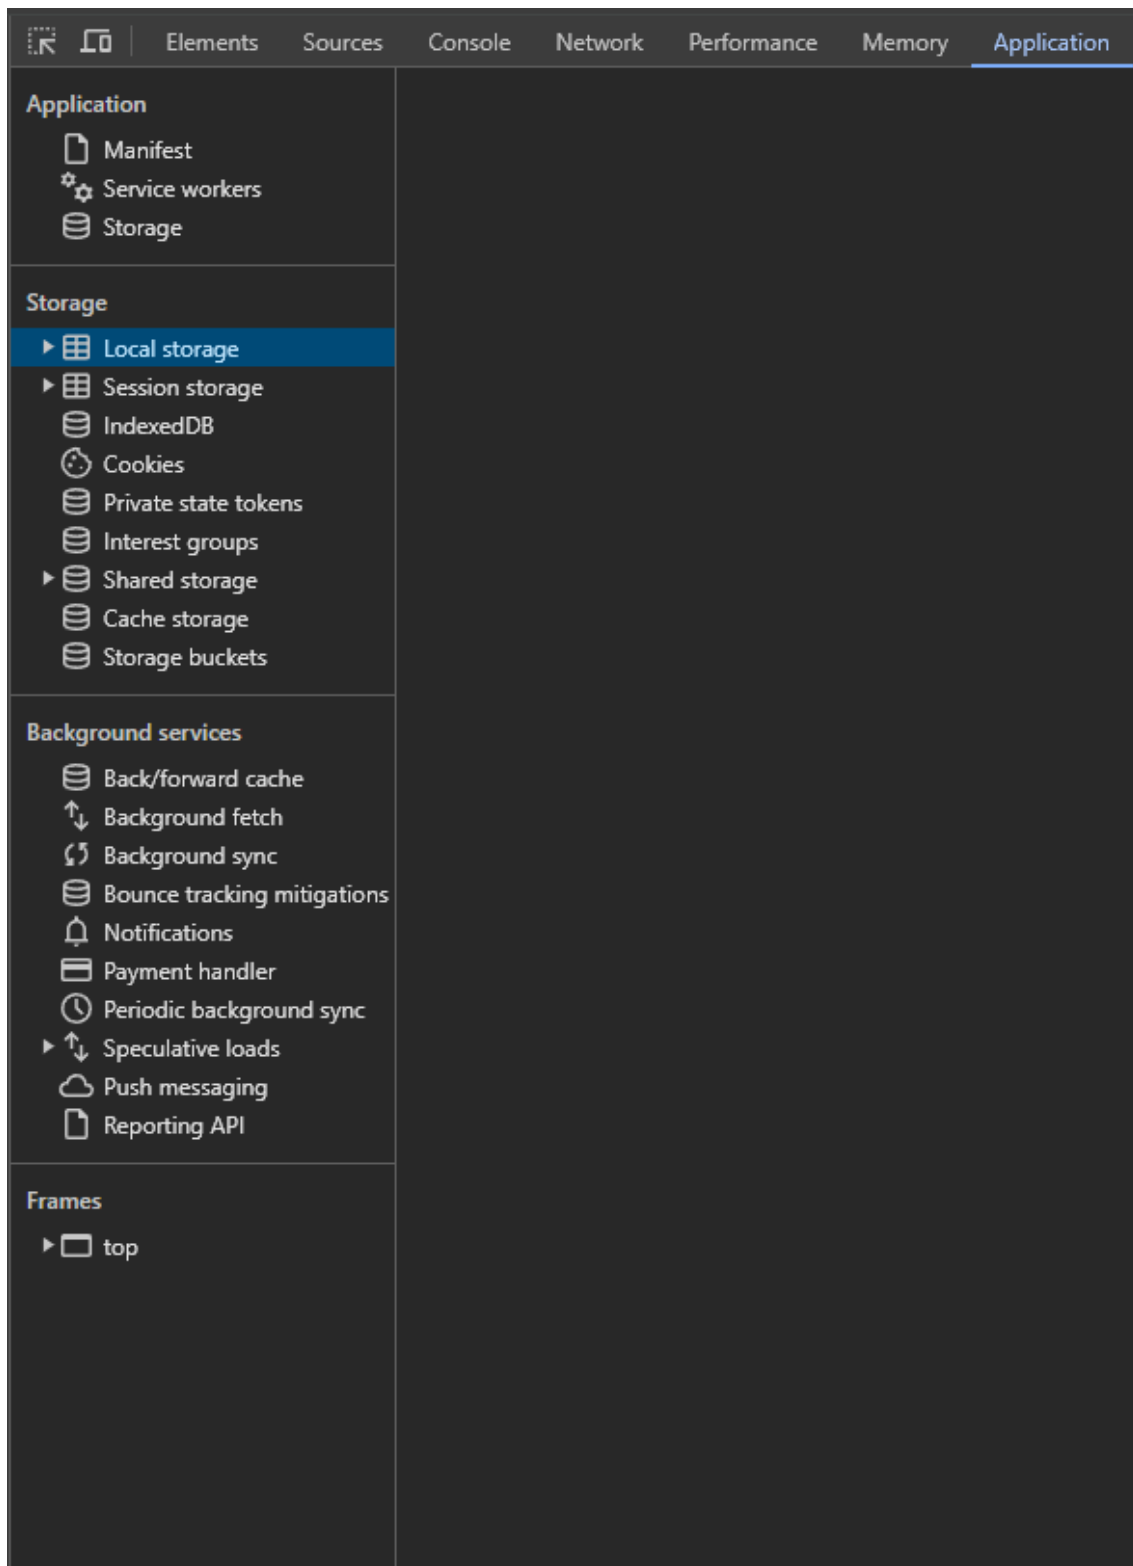 Elements Sources Console Network Performance Memory Application
Application
Manifest
Service workers
Storage
Storage
Local storage
Session storage
IndexedDB
Cookies
Private state tokens
Interest groups
Shared storage
Cache storage
Storage buckets
Background services
Back/forward cache
Background fetch
Background sync
Bounce tracking mitigations
Notifications
Payment handler
Periodic background sync
Speculative loads
Push messaging
Reporting API
Frames
top